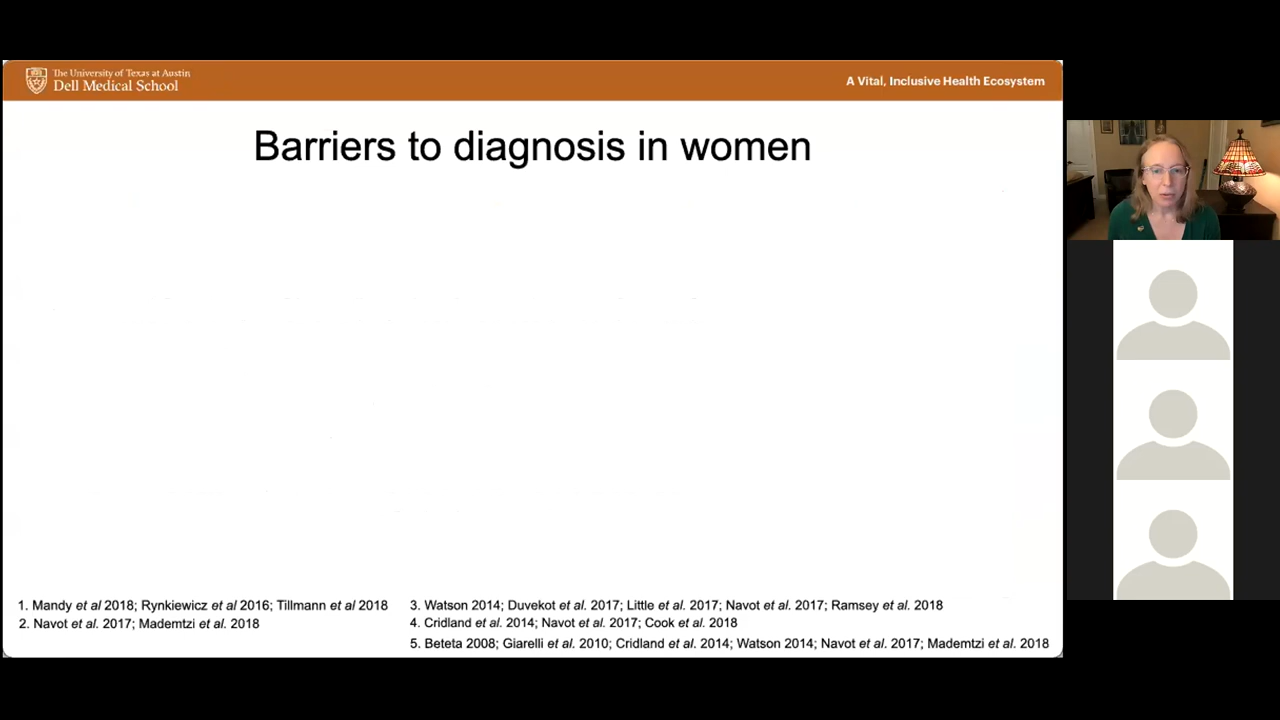 The University of Texas at Austin
Dell Medical School
A Vital, Inclusive Health Ecosystem
Barriers to diagnosis in women
1. Mandy et al 2018; Rynkiewicz et al 2016; Tillmann et al 2018
2. Navot et al. 2017; Mademtzi et al. 2018
3. Watson 2014; Duvekot et al. 2017; Little et al. 2017; Navot et al. 2017; Ramsey et al. 2018
4. Cridland et al. 2014; Navot et al. 2017; Cook et al. 2018
5. Beteta 2008; Giarelli et al. 2010; Cridland et al. 2014; Watson 2014; Navot et al. 2017; Mademtzi et al. 2018